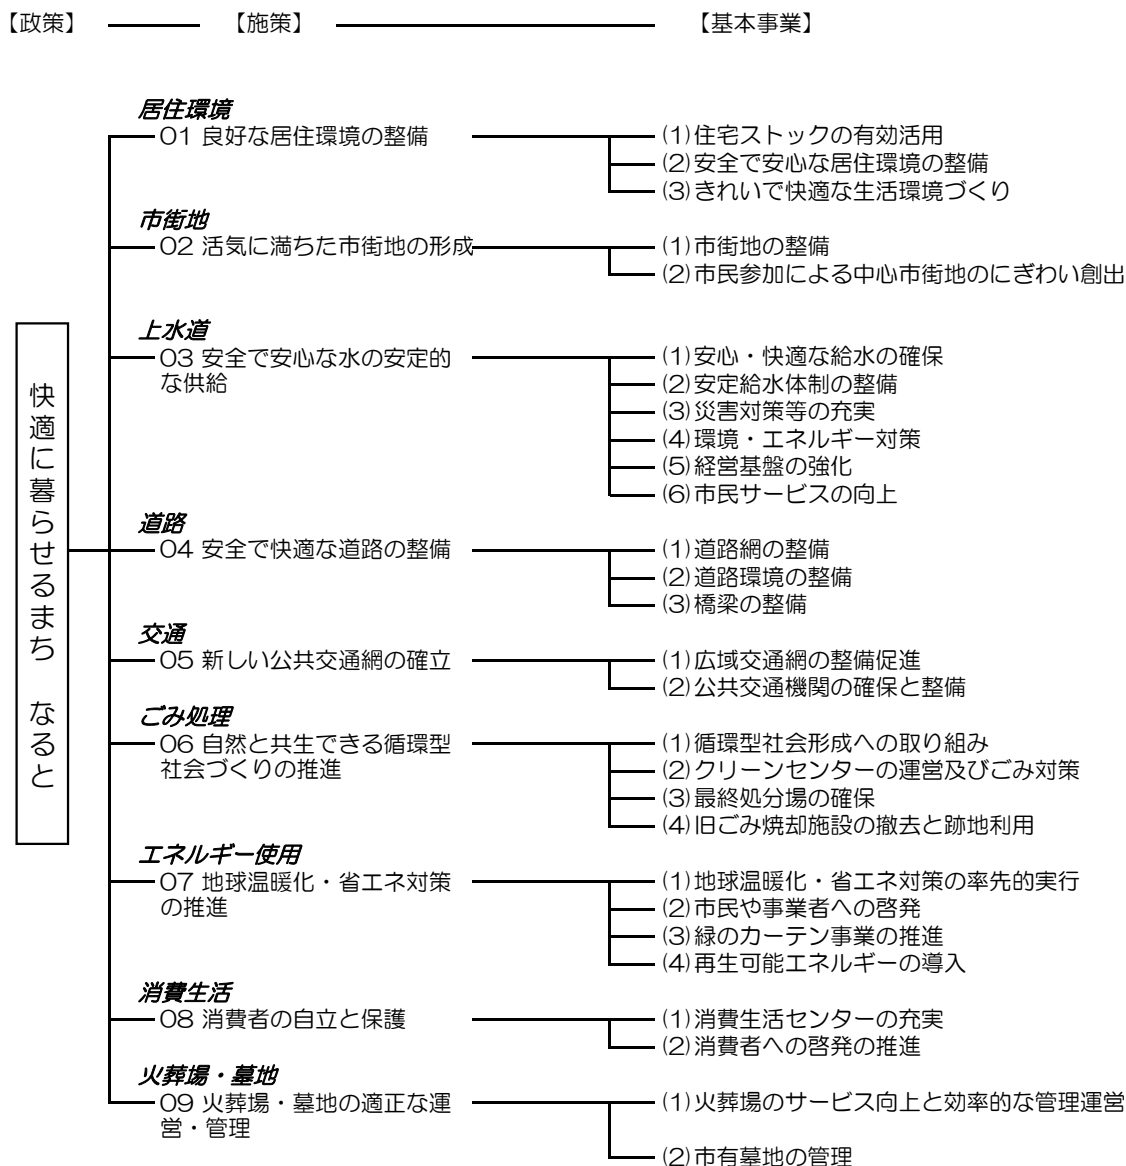 【政策】 【施策】 【基本事業】
快適に暮らせるまち なると
居住環境
01 良好な居住環境の整備
(1)住宅ストックの有効活用
(2)安全で安心な居住環境の整備
(3)きれいで快適な生活環境づくり
市街地
02 活気に満ちた市街地の形成
(1)市街地の整備
(2)市民参加による中心市街地のにぎわい創出
上水道
03 安全で安心な水の安定的
な供給
(1)安心・快適な給水の確保
(2)安定給水体制の整備
(3)災害対策等の充実
(4)環境・エネルギー対策
(5)経営基盤の強化
(6)市民サービスの向上
道路
04 安全で快適な道路の整備
(1)道路網の整備
(2)道路環境の整備
(3)橋梁の整備
交通
05 新しい公共交通網の確立
(1)広域交通網の整備促進
(2)公共交通機関の確保と整備
ごみ処理
06 自然と共生できる循環型
社会づくりの推進
(1)循環型社会形成への取り組み
(2)クリーンセンターの運営及びごみ対策
(3)最終処分場の確保
(4)旧ごみ焼却施設の撤去と跡地利用
エネルギー使用
07 地球温暖化・省エネ対策
の推進
(1)地球温暖化・省エネ対策の率先的実行
(2)市民や事業者への啓発
(3)緑のカーテン事業の推進
(4)再生可能エネルギーの導入
消費生活
08 消費者の自立と保護
(1)消費生活センターの充実
(2)消費者への啓発の推進
火葬場・墓地
09 火葬場・墓地の適正な運
営・管理
(1)火葬場のサービス向上と効率的な管理運営
(2)市有墓地の管理